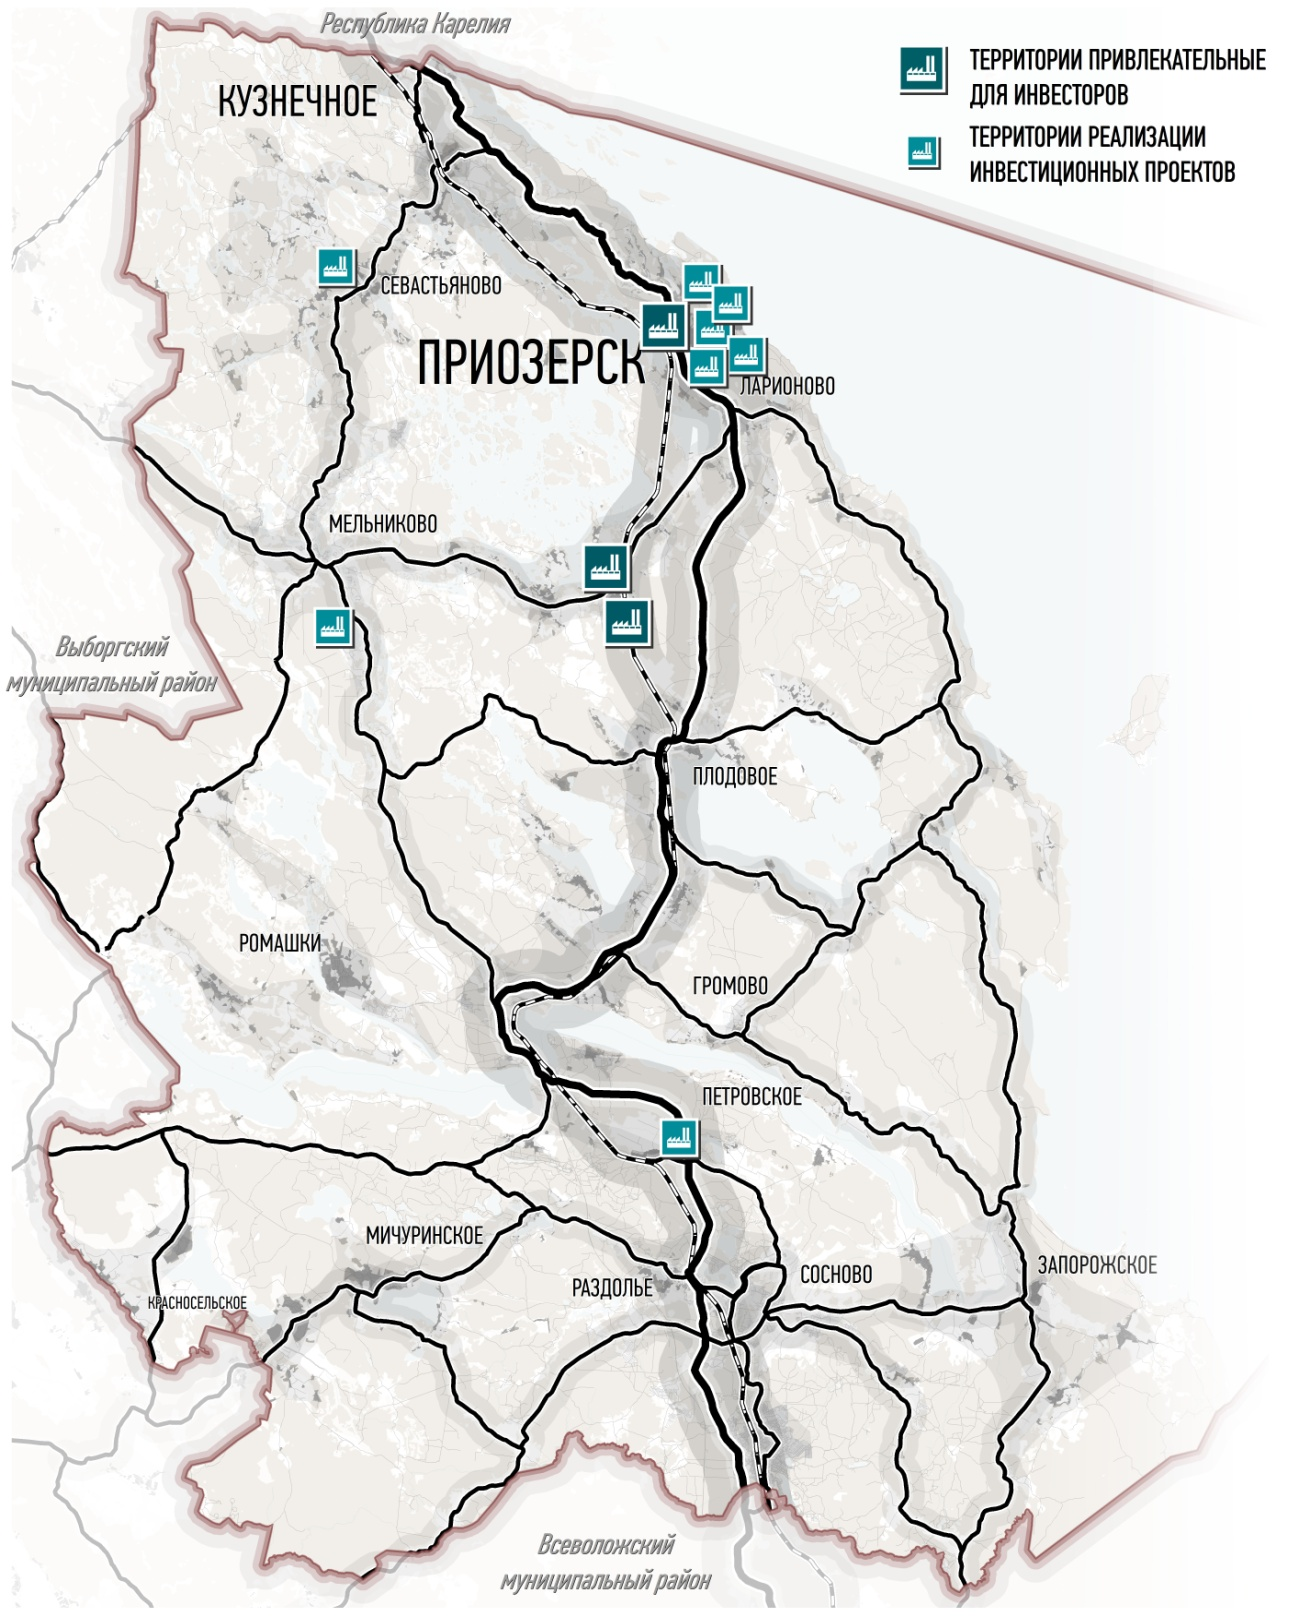 Республика Карелия
ТЕРРИТОРИИ ПРИВЛЕКАТЕЛЬНЫЕ
ДЛЯ ИНВЕСТОРОВ
ТЕРРИТОРИИ РЕАЛИЗАЦИИ
ИНВЕСТИЦИОННЫХ ПРОЕКТОВ
КУЗНЕЧНОЕ
СЕВАСТЬЯНОВО
ПРИОЗЕРСК
ЛАРИОНОВО
МЕЛЬНИКОВО
Выборгский
муниципальный район
ПЛОДОВОЕ
РОМАШКИ
ГРОМОВО
ПЕТРОВСКОЕ
МИЧУРИНСКОЕ
ЗАПОРОЖСКОЕ
СОСНОВО
РАЗДОЛЬЕ
КРАСНОСЕЛЬСКОЕ
Всеволожский
муниципальный район